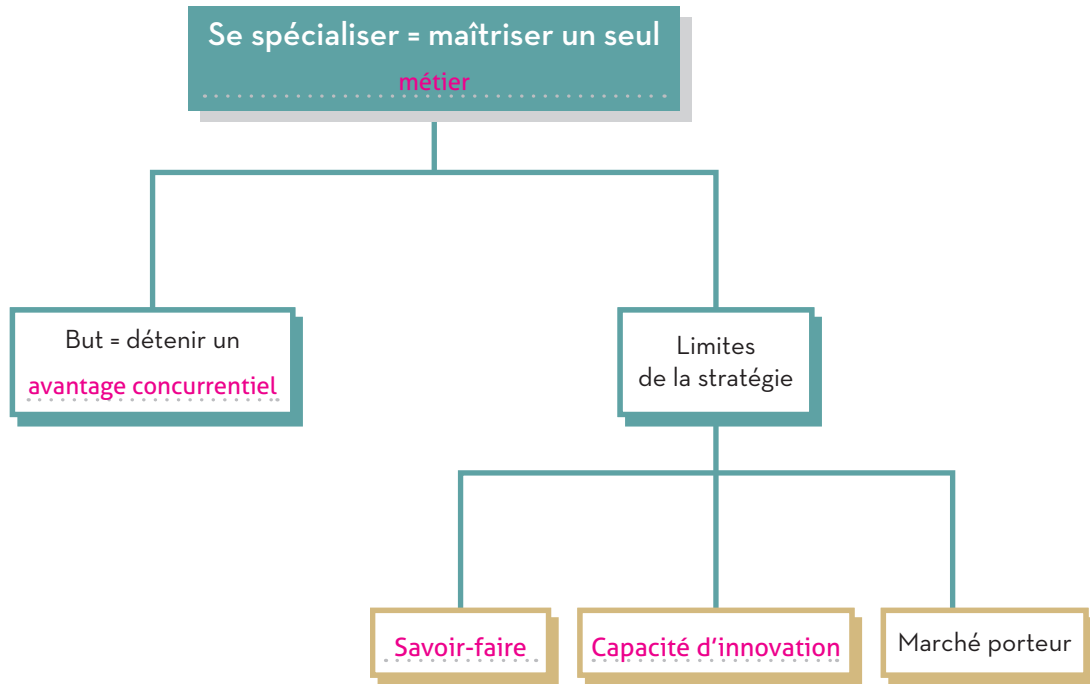 Se spécialiser = maîtriser un seul
métier
But = détenir un
avantage concurrentiel
Limites
de la stratégie
Savoir-faire
Capacité d’innovation
Marché porteur